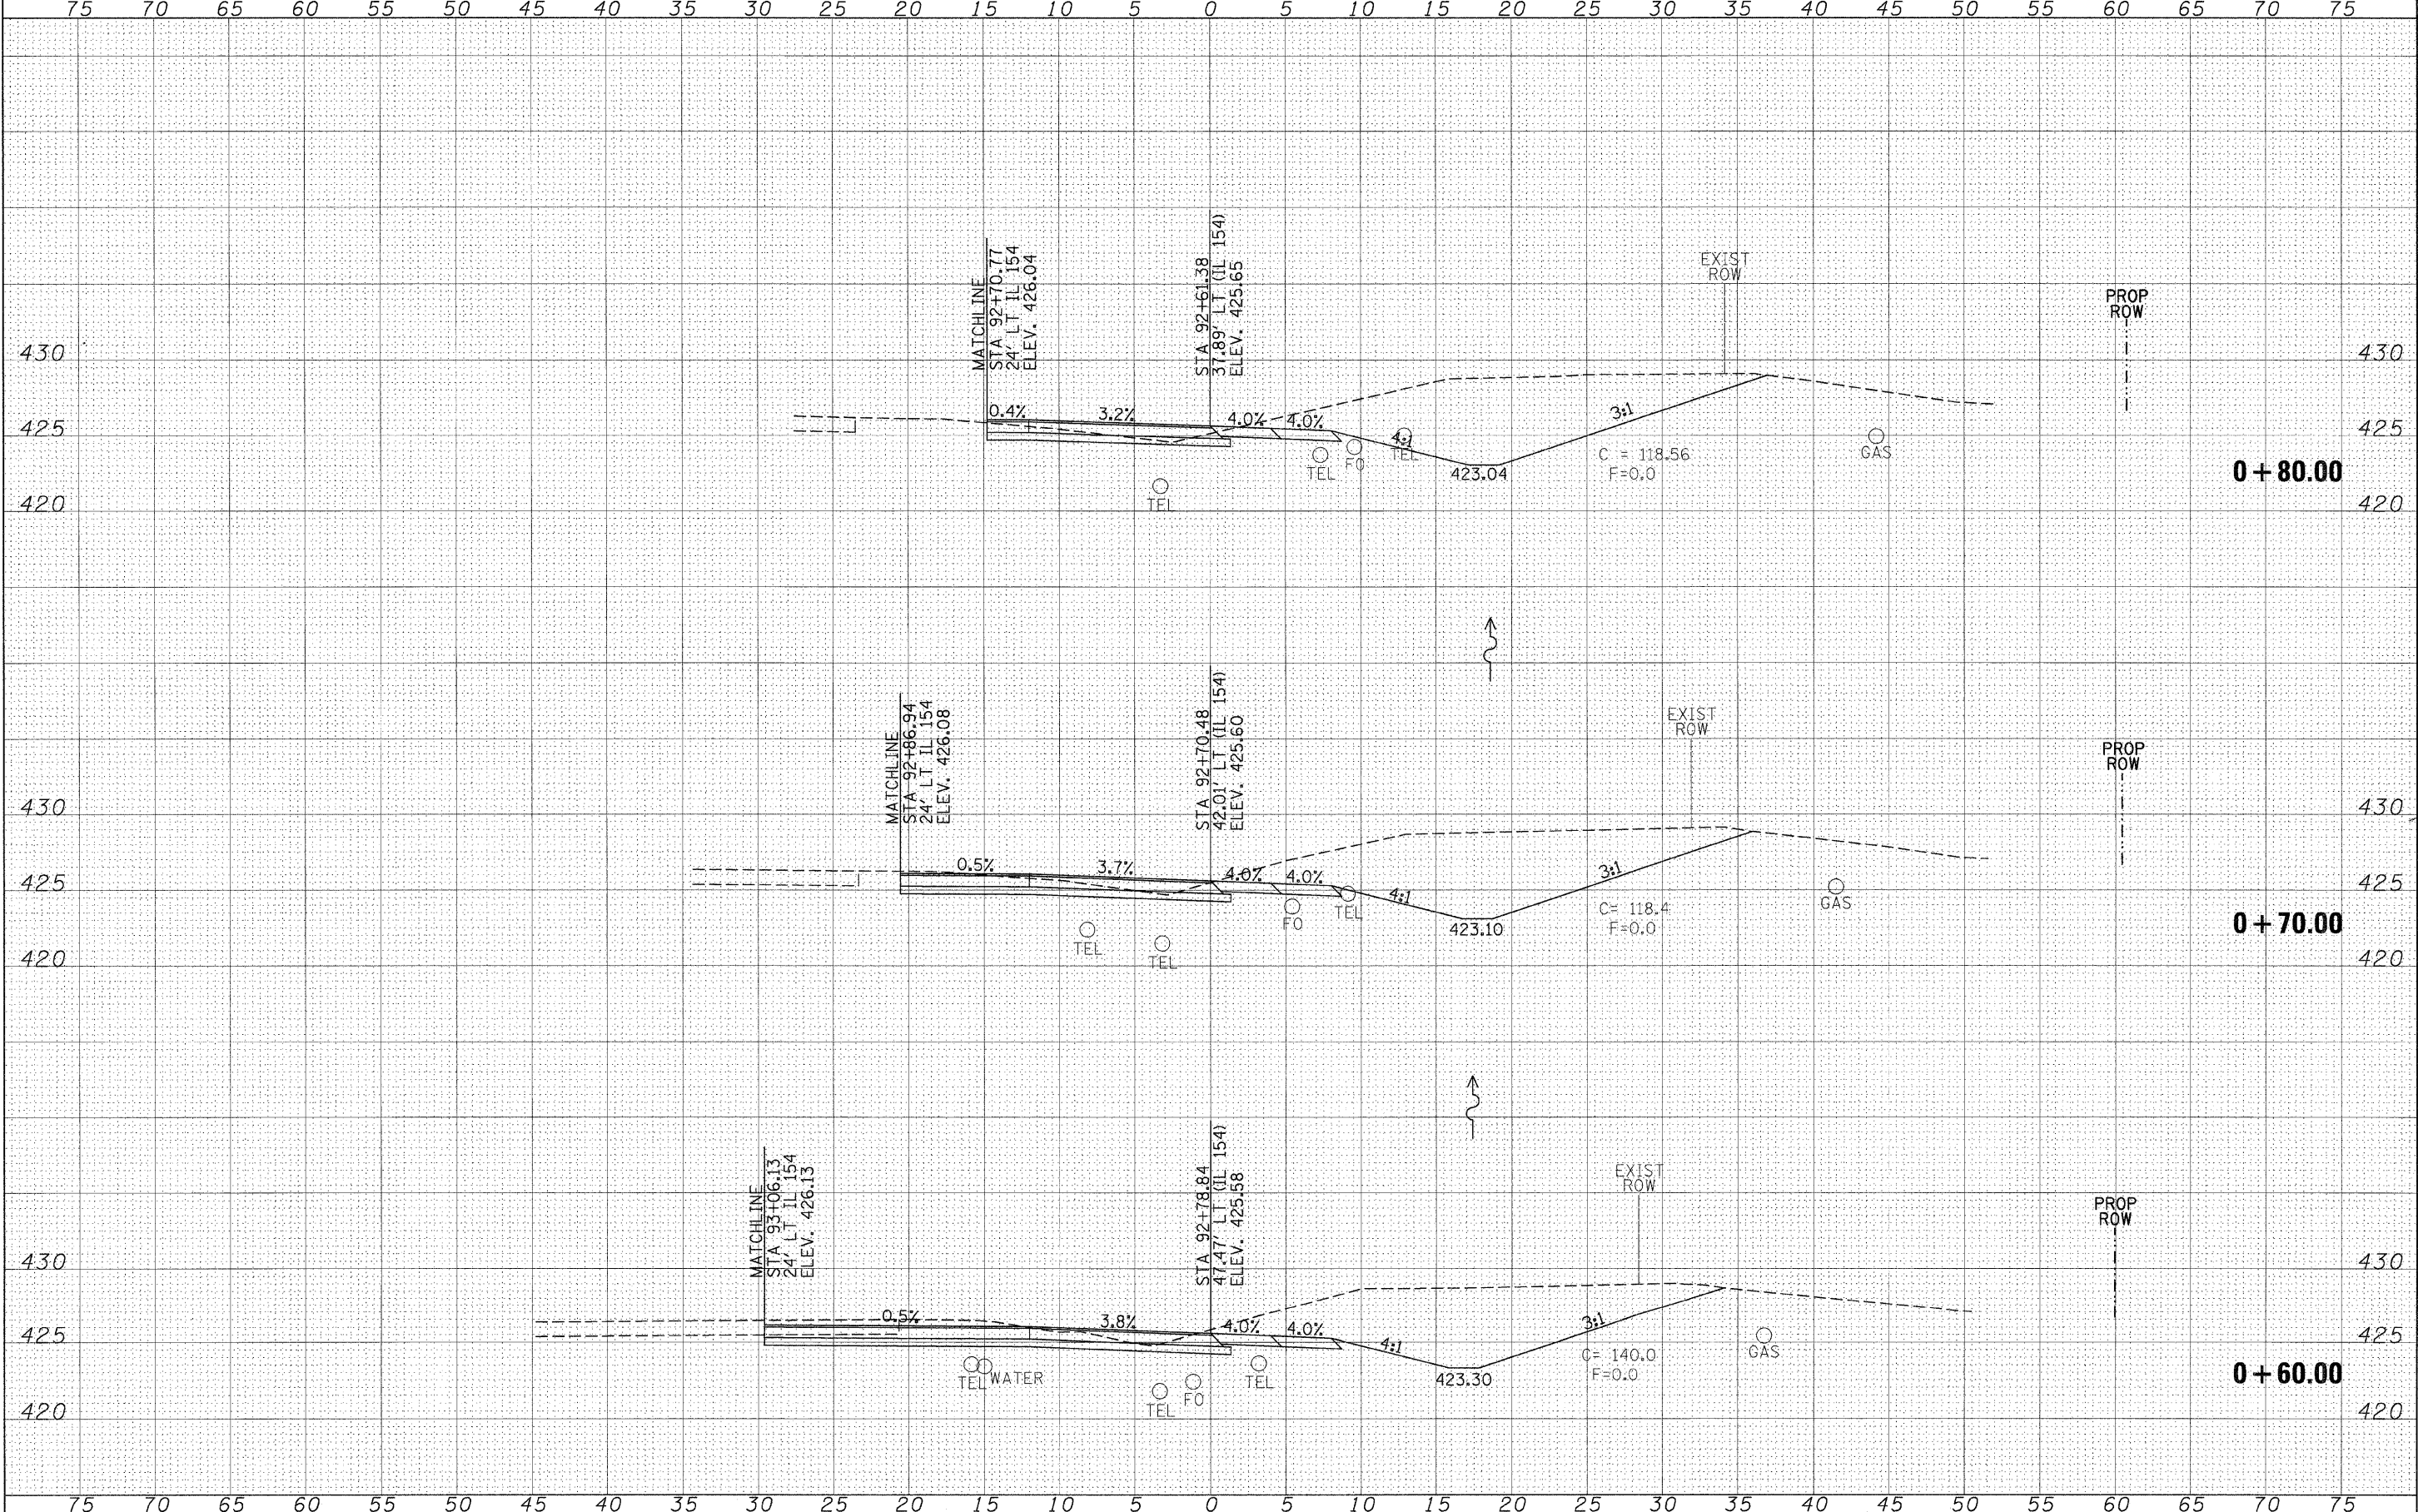 75 70 65 60 55 50 45 40 35 30 25 20 15 10 5 0 5 10 15 20 25 30 35 40 45 50 55 60 65 70 75
MATCHLINE
STA 92+70.77
24' LT IL 154
ELEV. 426.04
STA 92+61.38
37.89' LT (IL 154)
ELEV. 425.65
EXIST
ROW
PROP
ROW
430 430
0.4% 3.2% 4.0% 4.0% 4:1 3:1
425 425
TEL
TEL
FO
TEL
423.04
C = 118.56
F=0.0
GAS
0+80.00
420 420
MATCHLINE
STA 92+86.94
24' LT IL 154
ELEV. 426.08
STA 92+70.48
42.01' LT (IL 154)
ELEV. 425.60
EXIST
ROW
PROP
ROW
430 430
0.5% 3.7% 4.0% 4.0% 4:1 3:1
425 425
TEL
TEL
FO
TEL
423.10
C= 118.4
F=0.0
GAS
0+70.00
420 420
MATCHLINE
STA 93+06.13
24' LT IL 154
ELEV. 426.13
STA 92+78.84
47.47' LT (IL 154)
ELEV. 425.58
EXIST
ROW
PROP
ROW
430 430
0.5% 3.8% 4.0% 4.0% 4:1 3:1
425 425
TEL
WATER
TEL
FO
TEL
423.30
C= 140.0
F=0.0
GAS
0+60.00
420 420
75 70 65 60 55 50 45 40 35 30 25 20 15 10 5 0 5 10 15 20 25 30 35 40 45 50 55 60 65 70 75